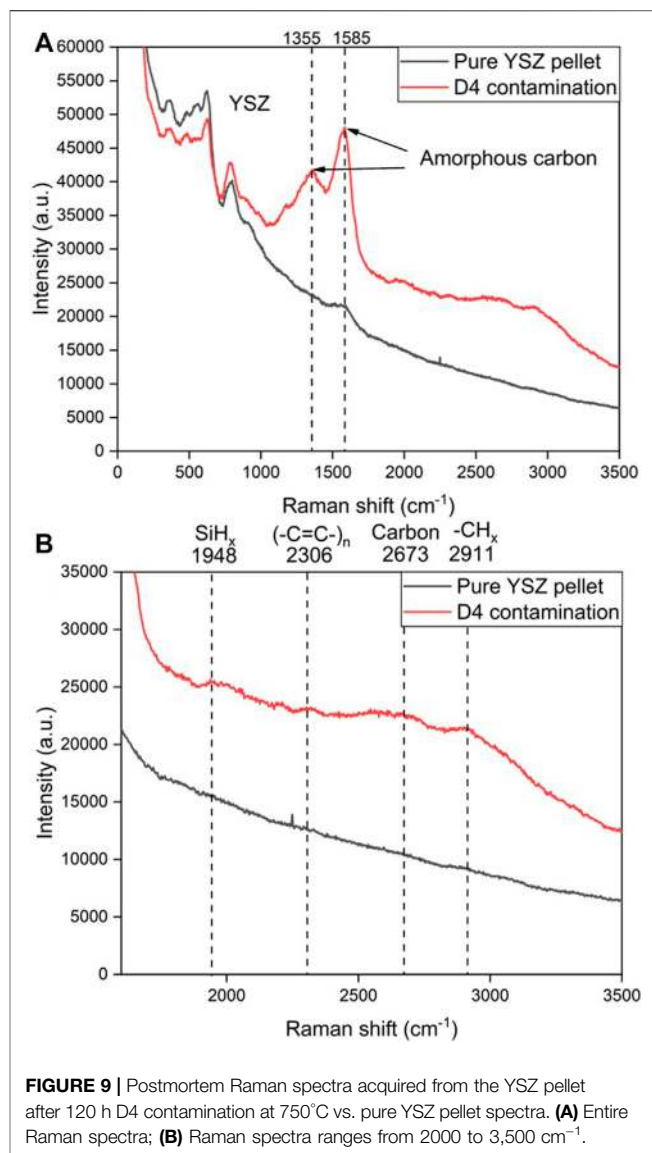 A
1355 1585
60000
55000
50000
45000
40000
35000
30000
25000
20000
15000
10000
5000
0
Intensity (a.u.)
YSZ
Pure YSZ pellet
D4 contamination
Amorphous carbon
0 500 1000 1500 2000 2500 3000 3500
Raman shift (cm⁻¹)
B
SiHₓ (-C=C-)ₙ Carbon -CHₓ
1948 2306 2673 2911
35000
30000
25000
20000
15000
10000
5000
0
Intensity (a.u.)
Pure YSZ pellet
D4 contamination
2000 2500 3000 3500
Raman shift (cm⁻¹)
FIGURE 9 | Postmortem Raman spectra acquired from the YSZ pellet
after 120 h D4 contamination at 750°C vs. pure YSZ pellet spectra. (A) Entire
Raman spectra; (B) Raman spectra ranges from 2000 to 3,500 cm⁻¹.